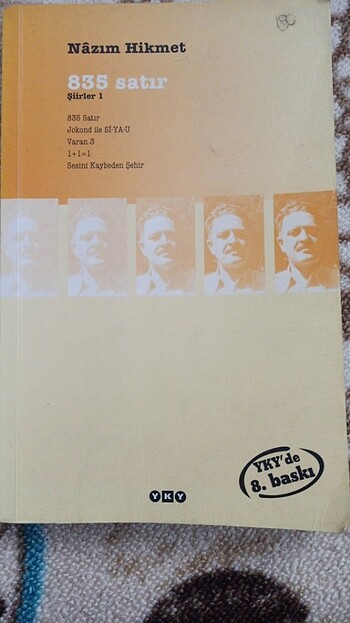 Nâzım Hikmet
835 satır
Şiirler 1
835 Satır
Jokond ile Sİ-YA-U
Varan 3
1+1=1
Sesini Kaybeden Şehir
YKY'de
8. baskı
YKY